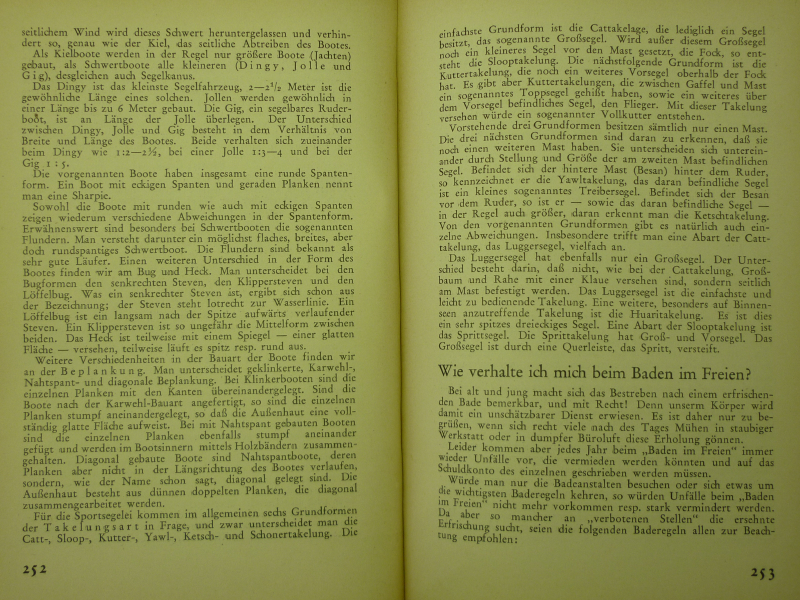 seitlichem Wind wird dieses Schwert heruntergelassen und verhin-
dert so, genau wie der Kiel, das seitliche Abtreiben des Bootes.
Als Kielboote werden in der Regel nur größere Boote (Jachten)
gebaut, als Schwertboote alle kleineren (Dingy, Jolle und
Gig), desgleichen auch Segelkanus.
Das Dingy ist das kleinste Segelfahrzeug, 2—2½ Meter ist die
gewöhnliche Länge eines solchen. Jollen werden gewöhnlich in
einer Länge bis zu 6 Meter gebaut. Die Gig, ein segelbares Ruder-
boot, ist an Länge der Jolle überlegen. Der Unterschied
zwischen Dingy, Jolle und Gig besteht in dem Verhältnis von
Breite und Länge des Bootes. Beide verhalten sich zueinander
beim Dingy wie 1:2—2½, bei einer Jolle 1:3—4 und bei der
Gig 1 : 5.
Die vorgenannten Boote haben insgesamt eine runde Spanten-
form. Ein Boot mit eckigen Spanten und geraden Planken nennt
man eine Sharpie.
Sowohl die Boote mit runden wie auch mit eckigen Spanten
zeigen wiederum verschiedene Abweichungen in der Spantenform.
Erwähnenswert sind besonders bei Schwertbooten die sogenannten
Flundern. Man versteht darunter ein möglichst flaches, breites, aber
doch rundspantiges Schwertboot. Die Flundern sind bekannt als
sehr gute Läufer. Einen weiteren Unterschied in der Form des
Bootes finden wir am Bug und Heck. Man unterscheidet bei den
Bugformen den senkrechten Steven, den Klippersteven und den
Löffelbug. Was ein senkrechter Steven ist, ergibt sich schon aus
der Bezeichnung; der Steven steht lotrecht zur Wasserlinie. Ein
Löffelbug ist ein langsam nach der Spitze aufwärts verlaufender
Steven. Ein Klippersteven ist so ungefähr die Mittelform zwischen
beiden. Das Heck ist teilweise mit einem Spiegel — einer glatten
Fläche — versehen, teilweise läuft es spitz resp. rund aus.
Weitere Verschiedenheiten in der Bauart der Boote finden wir
an der Beplankung. Man unterscheidet geklinkerte, Karwehl-,
Nahtspant- und diagonale Beplankung. Bei Klinkerbooten sind die
einzelnen Planken mit den Kanten übereinandergelegt. Sind die
Boote nach der Karwehl-Bauart angefertigt, so sind die einzelnen
Planken stumpf aneinandergelegt, so daß die Außenhaut eine voll-
ständig glatte Fläche aufweist. Bei mit Nahtspant gebauten Booten
sind die einzelnen Planken ebenfalls stumpf aneinander
gefügt und werden im Bootsinnern mittels Holzbändern zusammen-
gehalten. Diagonal gebaute Boote sind Nahtspantboote, deren
Planken aber nicht in der Längsrichtung des Bootes verlaufen,
sondern, wie der Name schon sagt, diagonal gelegt sind. Die
Außenhaut besteht aus dünnen doppelten Planken, die diagonal
zusammengearbeitet werden.
Für die Sportsegelei kommen im allgemeinen sechs Grundformen
der Takelungsart in Frage, und zwar unterscheidet man die
Catt-, Sloop-, Kutter-, Yawl-, Ketsch- und Schonertakelung. Die
252
einfachste Grundform ist die Cattakelage, die lediglich ein Segel
besitzt, das sogenannte Großsegel. Wird außer diesem Großsegel
noch ein kleineres Segel vor den Mast gesetzt, die Fock, so ent-
steht die Slooptakelung. Die nächstfolgende Grundform ist die
Kuttertakelung, die noch ein weiteres Vorsegel oberhalb der Fock
hat. Es gibt aber Kuttertakelungen, die zwischen Gaffel und Mast
ein sogenanntes Toppsegel gehißt haben, sowie ein weiteres über
dem Vorsegel befindliches Segel, den Flieger. Mit dieser Takelung
versehen würde ein sogenannter Vollkutter entstehen.
Vorstehende drei Grundformen besitzen sämtlich nur einen Mast.
Die drei nächsten Grundformen sind daran zu erkennen, daß sie
noch einen weiteren Mast haben. Sie unterscheiden sich unterein-
ander durch Stellung und Größe der am zweiten Mast befindlichen
Segel. Befindet sich der hintere Mast (Besan) hinter dem Ruder,
so kennzeichnet er die Yawltakelung, das daran befindliche Segel
ist ein kleines sogenanntes Treibersegel. Befindet sich der Besan
vor dem Ruder, so ist er — sowie das daran befindliche Segel —
in der Regel auch größer, daran erkennt man die Ketschtakelung.
Von den vorgenannten Grundformen gibt es natürlich auch ein-
zelne Abweichungen. Insbesondere trifft man eine Abart der Catt-
takelung, das Luggersegel, vielfach an.
Das Luggersegel hat ebenfalls nur ein Großsegel. Der Unter-
schied besteht darin, daß nicht, wie bei der Cattakelung, Groß-
baum und Rahe mit einer Klaue versehen sind, sondern seitlich
am Mast befestigt werden. Das Luggersegel ist die einfachste und
leicht zu bedienende Takelung. Eine weitere, besonders auf Binnen-
seen anzutreffende Takelung ist die Huaritakelung. Es ist dies
ein sehr spitzes dreieckiges Segel. Eine Abart der Slooptakelung ist
das Sprittsegel. Die Sprittakelung hat Groß- und Vorsegel. Das
Großsegel ist durch eine Querleiste, das Spritt, versteift.
Wie verhalte ich mich beim Baden im Freien?
Bei alt und jung macht sich das Bestreben nach einem erfrischen-
den Bade bemerkbar, und mit Recht! Denn unserm Körper wird
damit ein unschätzbarer Dienst erwiesen. Es ist daher nur zu be-
grüßen, wenn sich recht viele nach des Tages Mühen in staubiger
Werkstatt oder in dumpfer Büroluft diese Erholung gönnen.
Leider kommen aber jedes Jahr beim „Baden im Freien" immer
wieder Unfälle vor, die vermieden werden könnten und auf das
Schuldkonto des einzelnen geschrieben werden müssen.
Würde man nur die Badeanstalten besuchen oder sich etwas um
die wichtigsten Baderegeln kehren, so würden Unfälle beim „Baden
im Freien" nicht mehr vorkommen resp. stark vermindert werden.
Da aber so mancher an „verbotenen Stellen" die ersehnte
Erfrischung sucht, seien die folgenden Baderegeln allen zur Beach-
tung empfohlen:
253